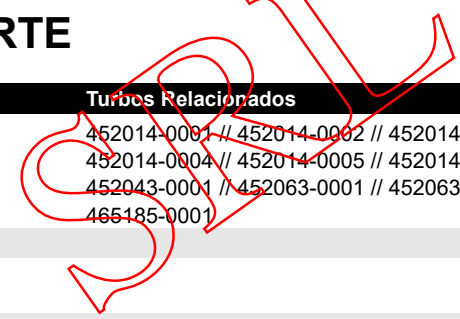 RTE
Turbos Relacionados
452014-0001 // 452014-0002 // 452014
452014-0004 // 452014-0005 // 452014
452043-0001 // 452063-0001 // 452063
465185-0001
SRL